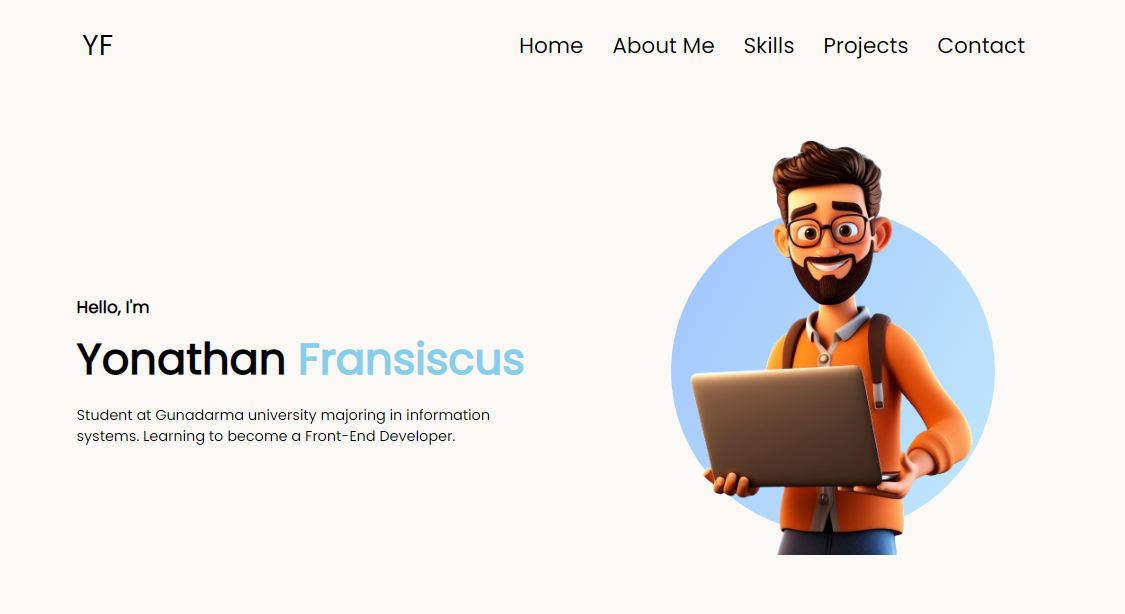 YF
Home About Me Skills Projects Contact
Hello, I'm
Yonathan Fransiscus
Student at Gunadarma university majoring in information
systems. Learning to become a Front-End Developer.